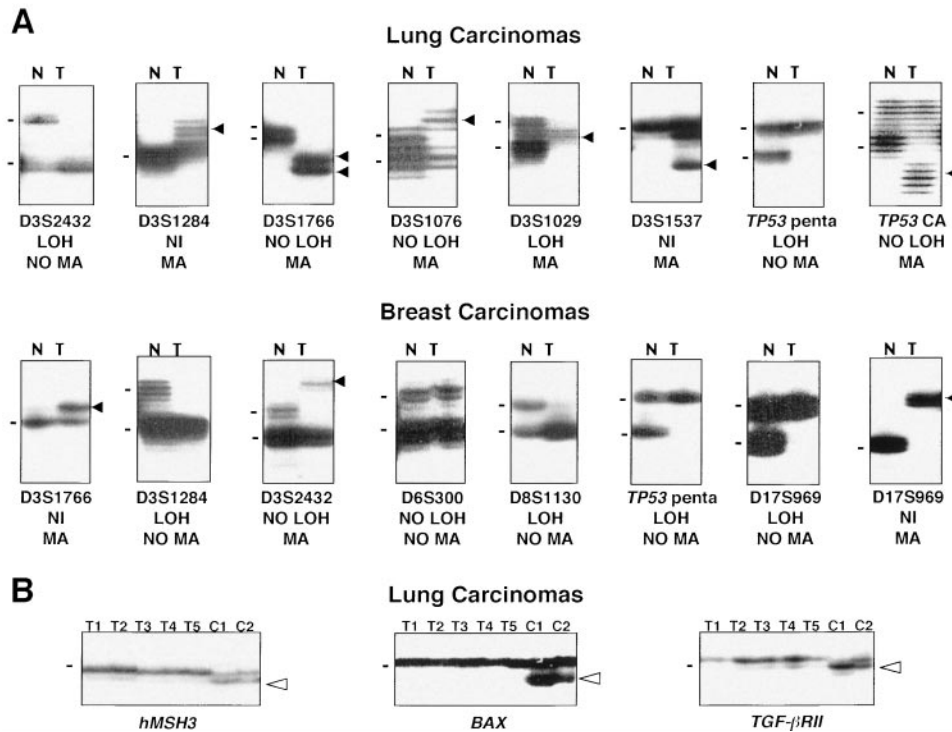 A
Lung Carcinomas
N T N T N T N T N T N T N T N T
D3S2432 D3S1284 D3S1766 D3S1076 D3S1029 D3S1537 TP53 penta TP53 CA
LOH NI NO LOH NO LOH LOH NI LOH NO LOH
NO MA MA MA MA MA MA NO MA MA
Breast Carcinomas
N T N T N T N T N T N T N T N T
D3S1766 D3S1284 D3S2432 D6S300 D8S1130 TP53 penta D17S969 D17S969
NI LOH NO LOH NO LOH LOH LOH LOH NI
MA NO MA MA NO MA NO MA NO MA NO MA MA
B
Lung Carcinomas
T1 T2 T3 T4 T5 C1 C2 T1 T2 T3 T4 T5 C1 C2 T1 T2 T3 T4 T5 C1 C2
hMSH3 BAX TGF-βRII